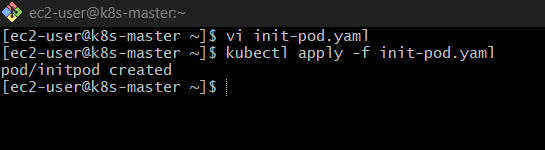 ec2-user@k8s-master:~
[ec2-user@k8s-master ~]$ vi init-pod.yaml
[ec2-user@k8s-master ~]$ kubectl apply -f init-pod.yaml
pod/initpod created
[ec2-user@k8s-master ~]$